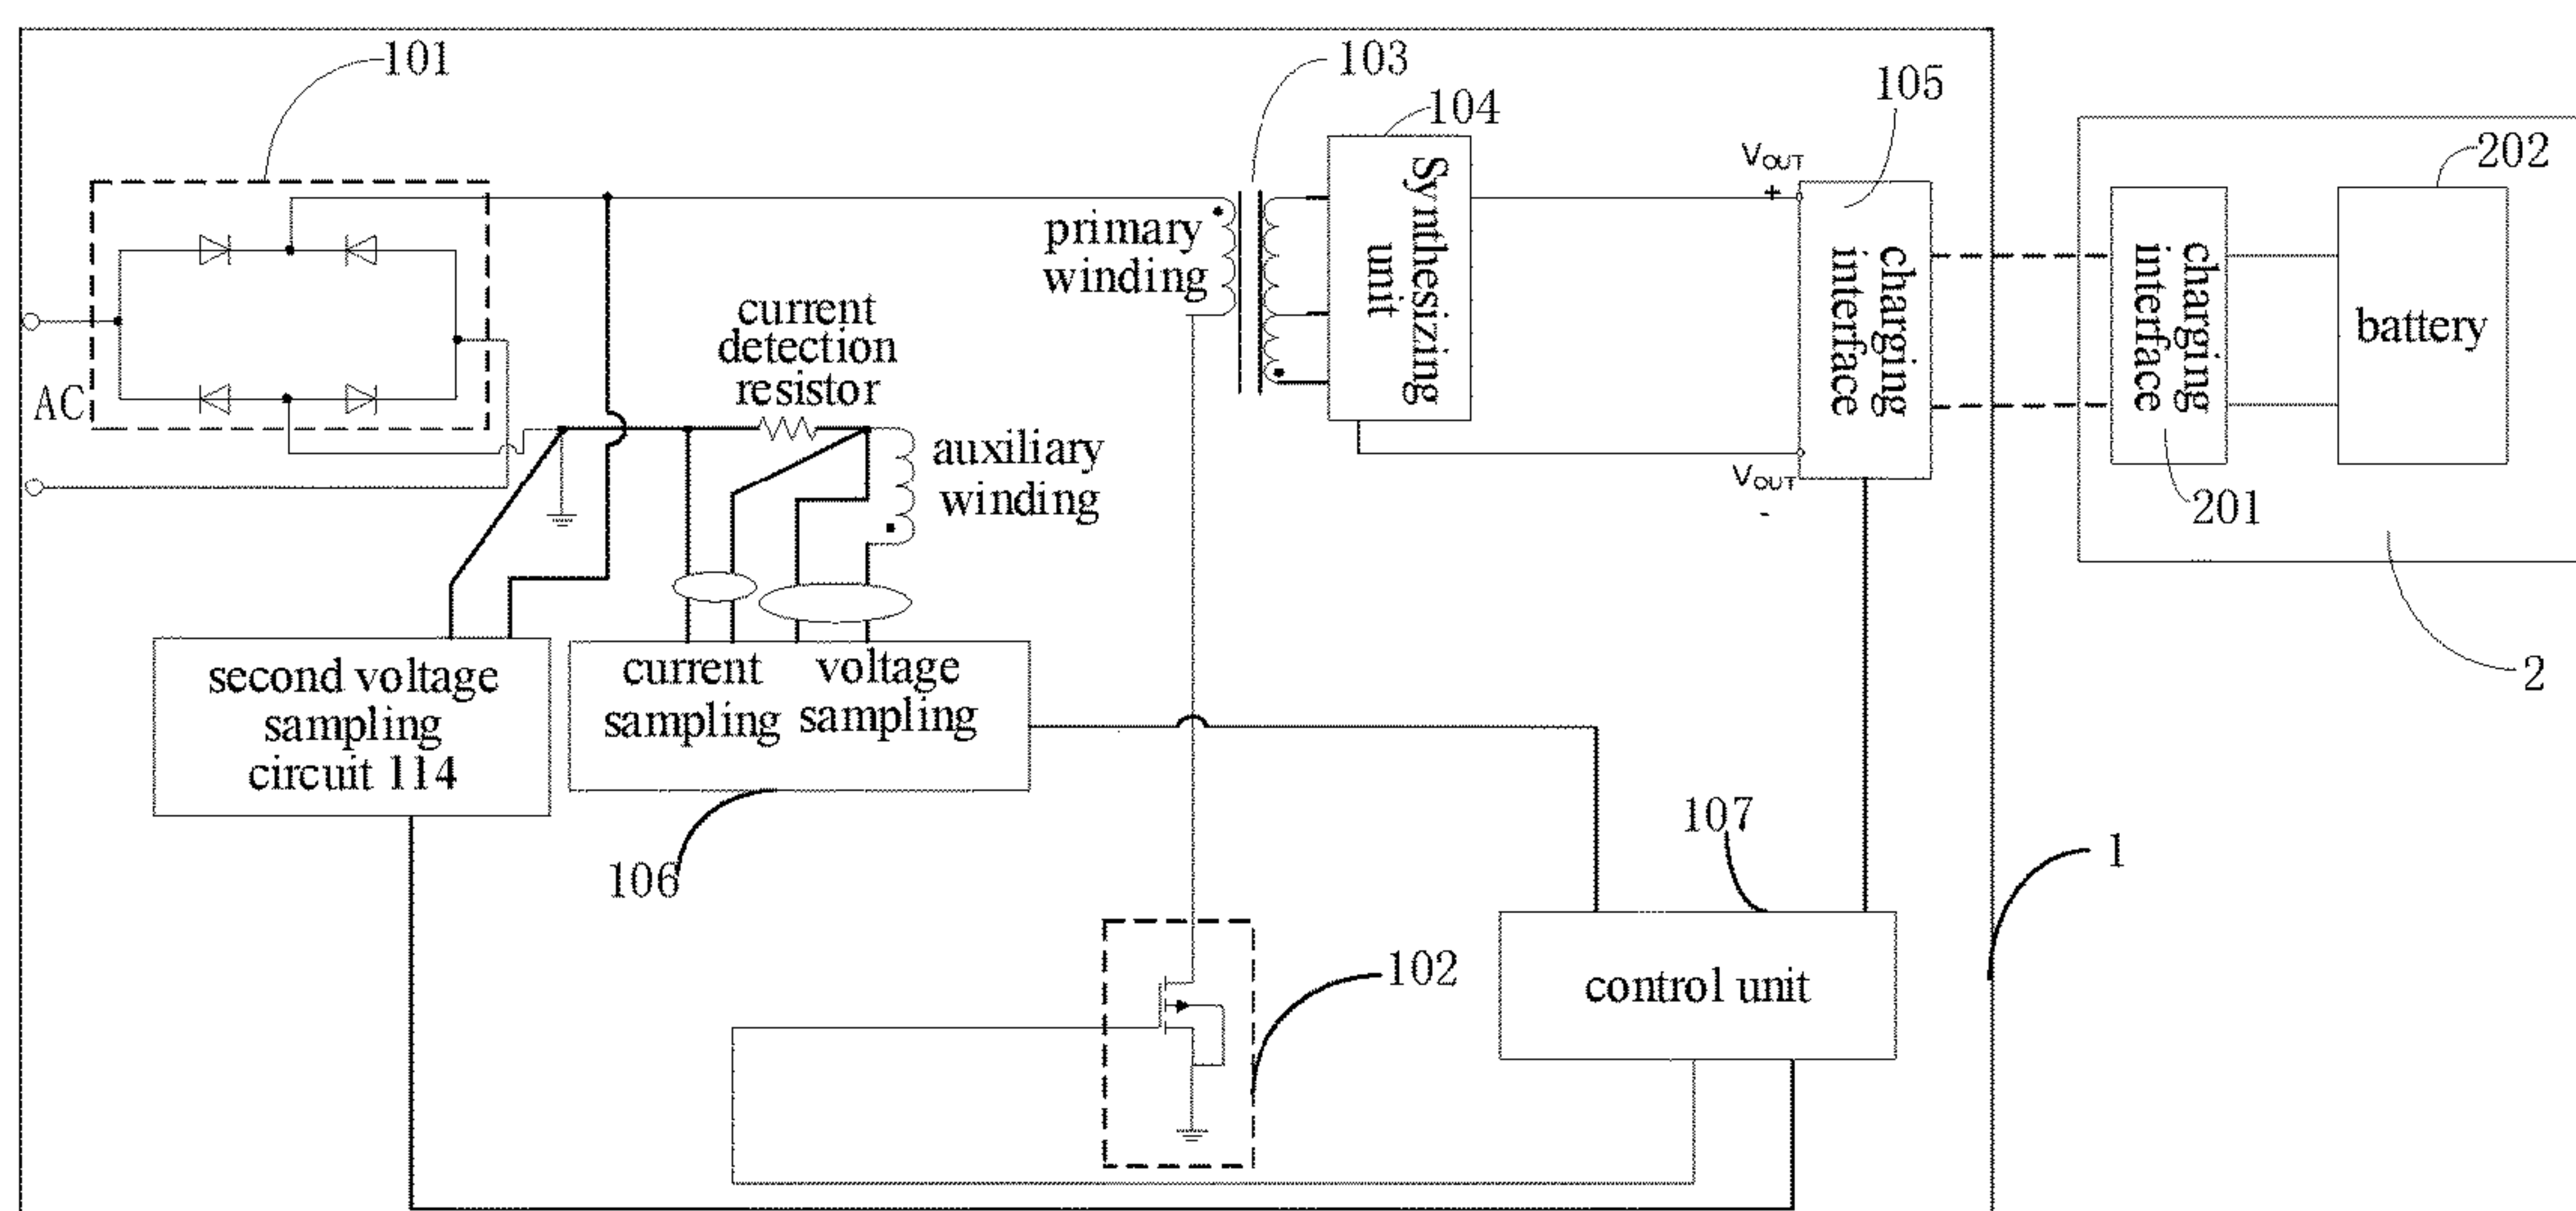 101
103
104
105
202
AC
primary
winding
Synthesizing
unit
VOUT
+
VOUT
-
charging
interface
charging
interface
battery
201
2
current
detection
resistor
auxiliary
winding
second voltage
sampling
circuit 114
current
sampling
voltage
sampling
106
107
1
102
control unit